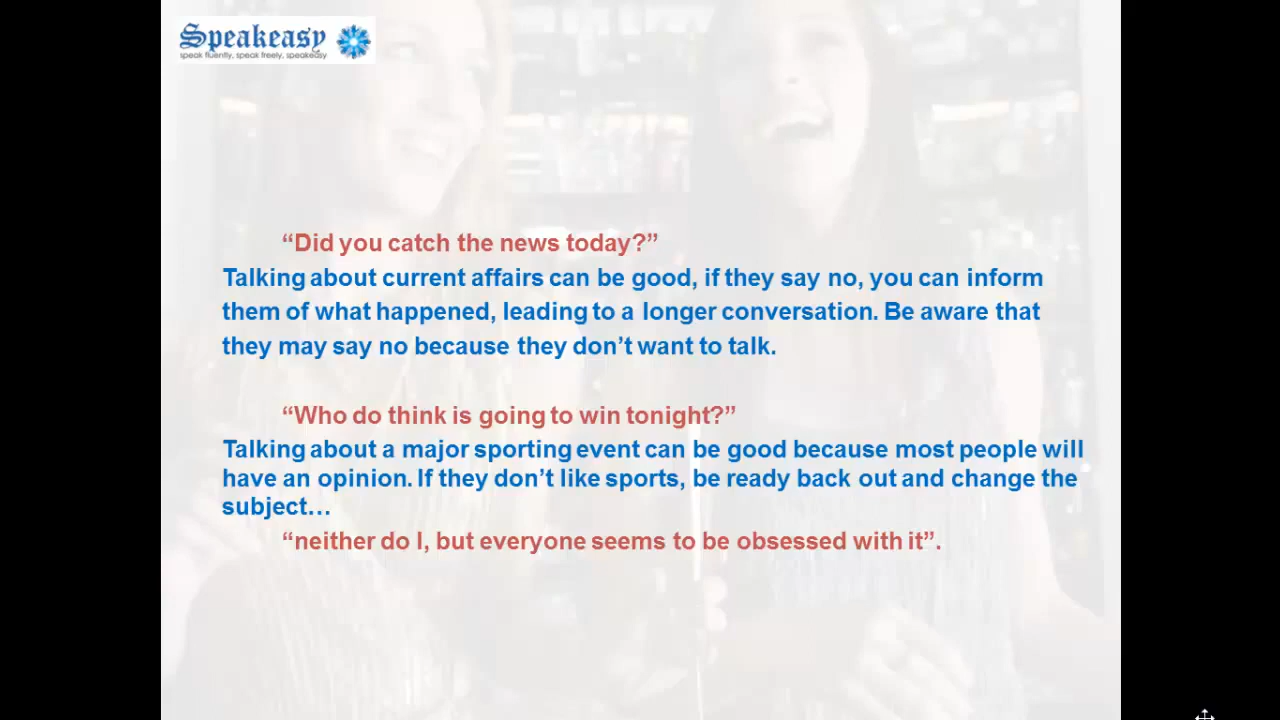 Speakeasy
speak fluently, speak freely, speakeasy
“Did you catch the news today?”
Talking about current affairs can be good, if they say no, you can inform
them of what happened, leading to a longer conversation. Be aware that
they may say no because they don’t want to talk.
“Who do think is going to win tonight?”
Talking about a major sporting event can be good because most people will
have an opinion. If they don’t like sports, be ready back out and change the
subject…
“neither do I, but everyone seems to be obsessed with it”.